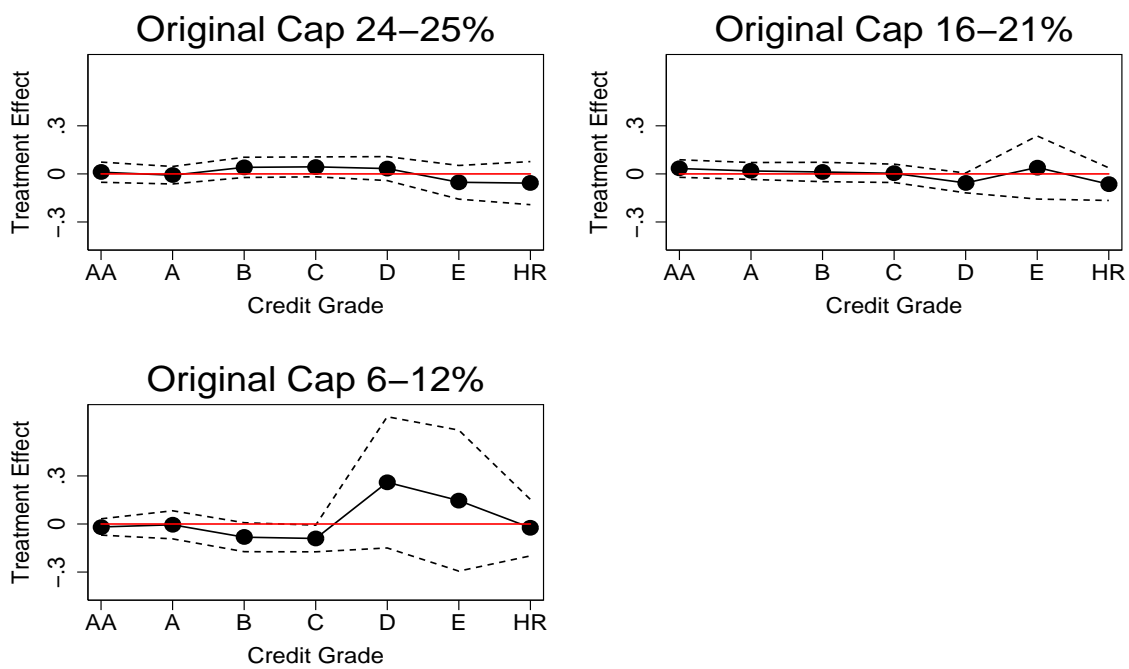 Original Cap 24–25%
Treatment Effect
.3
0
–.3
AA A B C D E HR
Credit Grade
Original Cap 16–21%
Treatment Effect
.3
0
–.3
AA A B C D E HR
Credit Grade
Original Cap 6–12%
Treatment Effect
.3
0
–.3
AA A B C D E HR
Credit Grade